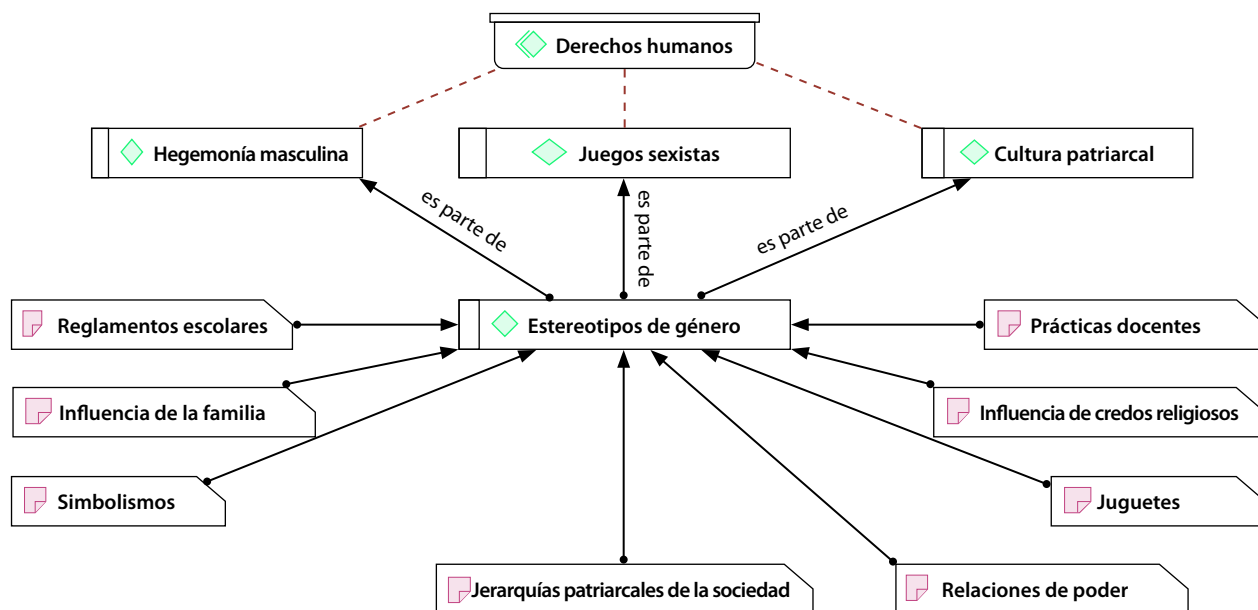 Derechos humanos
Hegemonía masculina
Juegos sexistas
Cultura patriarcal
es parte de
es parte de
es parte de
Reglamentos escolares
Estereotipos de género
Prácticas docentes
Influencia de la familia
Influencia de credos religiosos
Simbolismos
Juguetes
Jerarquías patriarcales de la sociedad
Relaciones de poder